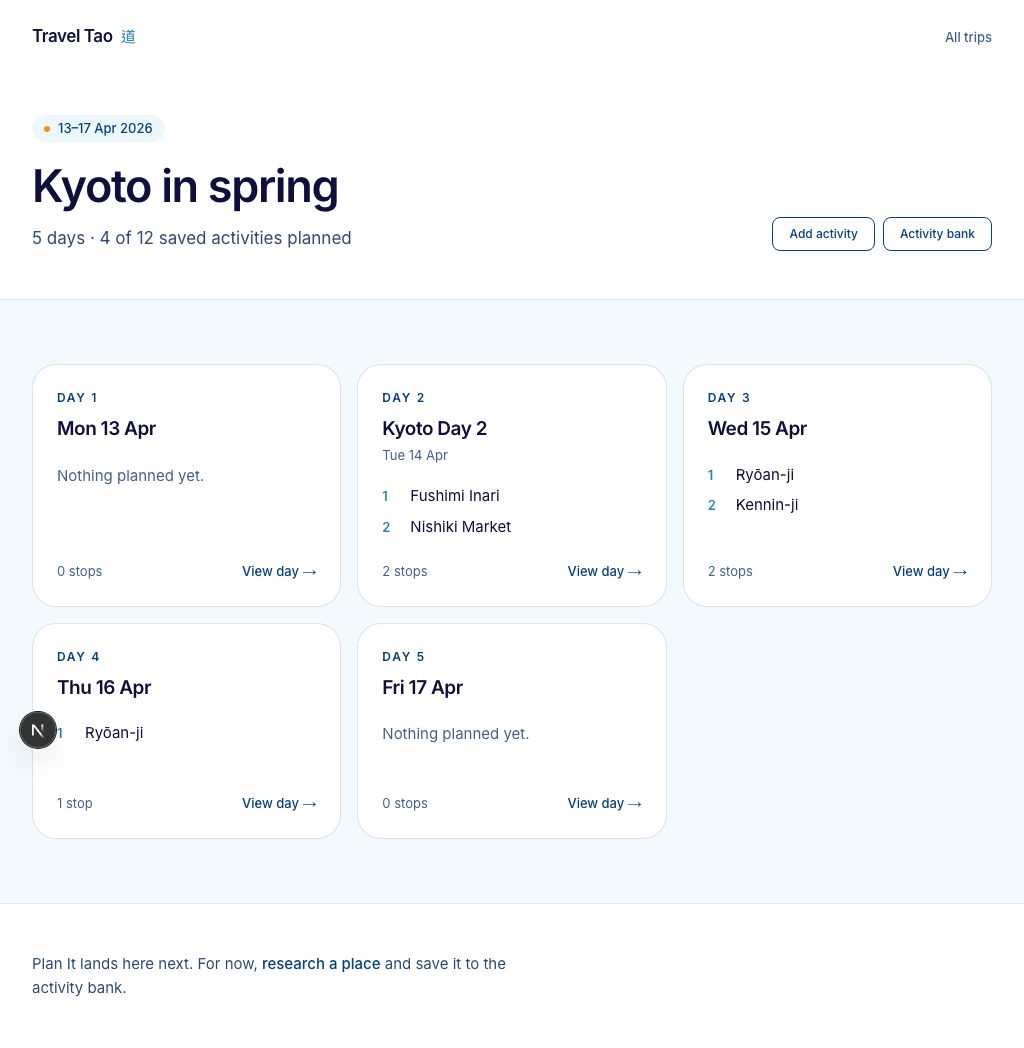 Travel Tao 道
All trips
13–17 Apr 2026
Kyoto in spring
5 days · 4 of 12 saved activities planned
Add activity
Activity bank
DAY 1
Mon 13 Apr
Nothing planned yet.
0 stops
View day →
DAY 2
Kyoto Day 2
Tue 14 Apr
1 Fushimi Inari
2 Nishiki Market
2 stops
View day →
DAY 3
Wed 15 Apr
1 Ryōan-ji
2 Kennin-ji
2 stops
View day →
DAY 4
Thu 16 Apr
N
1 Ryōan-ji
1 stop
View day →
DAY 5
Fri 17 Apr
Nothing planned yet.
0 stops
View day →
Plan It lands here next. For now, research a place and save it to the
activity bank.